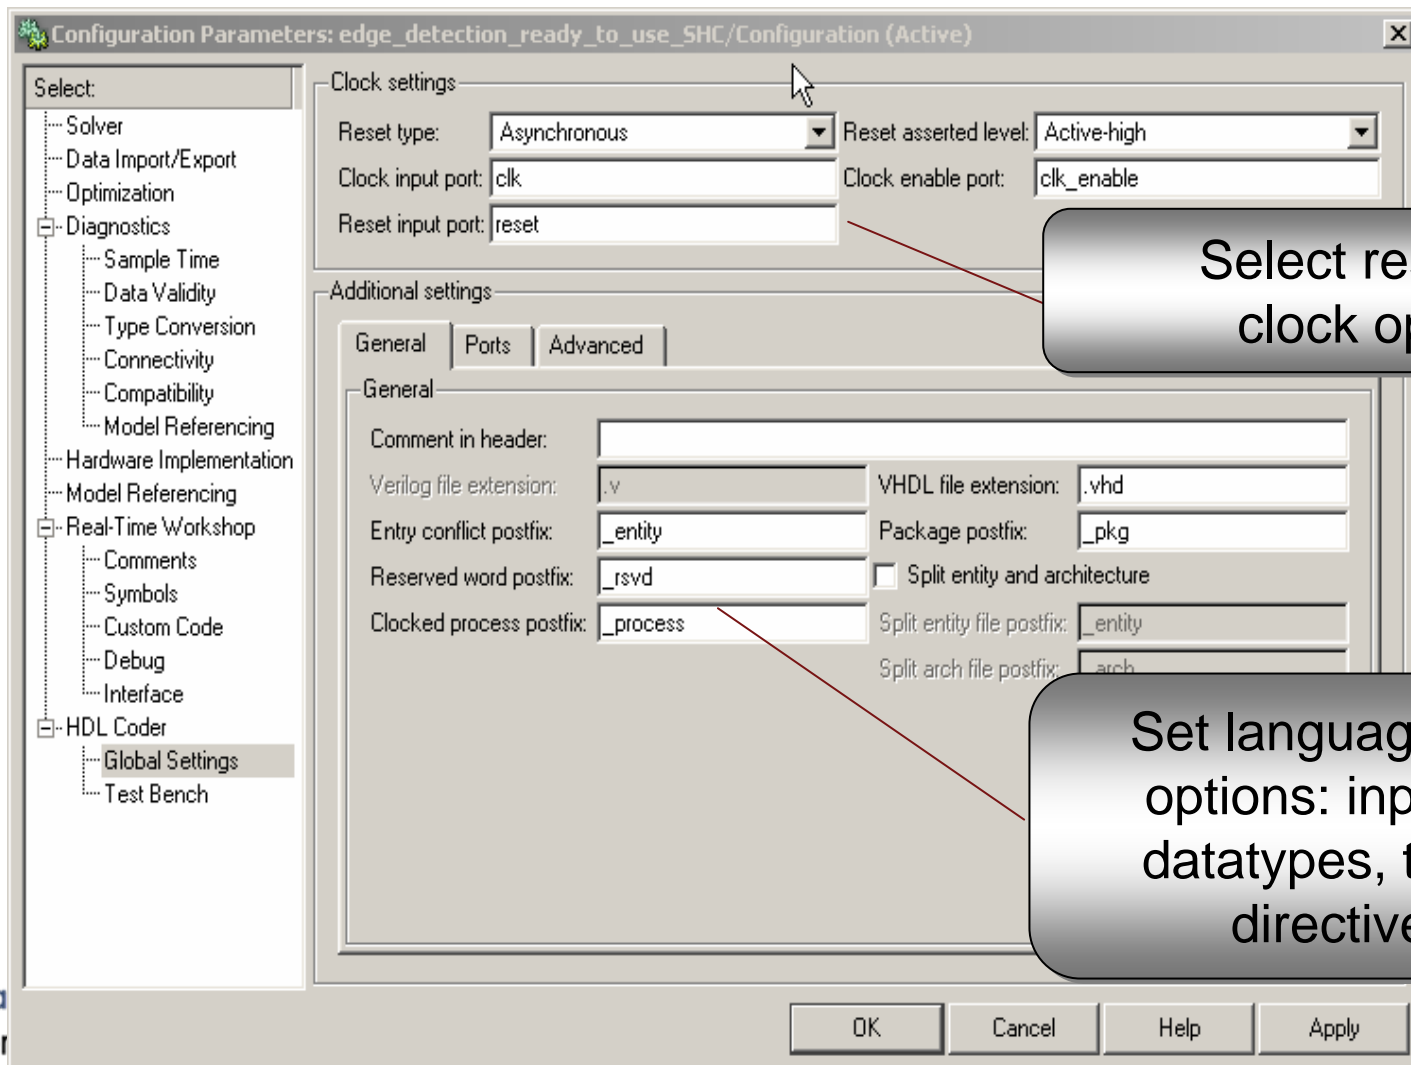 Configuration Parameters: edge_detection_ready_to_use_SHC/Configuration (Active)
Select:
Solver
Data Import/Export
Optimization
Diagnostics
Sample Time
Data Validity
Type Conversion
Connectivity
Compatibility
Model Referencing
Hardware Implementation
Model Referencing
Real-Time Workshop
Comments
Symbols
Custom Code
Debug
Interface
HDL Coder
Global Settings
Test Bench
Clock settings
Reset type: Asynchronous Reset asserted level: Active-high
Clock input port: clk Clock enable port: clk_enable
Reset input port: reset
Select re
clock op
Additional settings
General Ports Advanced
General
Comment in header:
Verilog file extension: .v VHDL file extension: .vhd
Entry conflict postfix: _entity Package postfix: _pkg
Reserved word postfix: _rsvd Split entity and architecture
Clocked process postfix: _process Split entity file postfix: _entity
Split arch file postfix: _arch
Set languag
options: inp
datatypes, t
directive
OK Cancel Help Apply